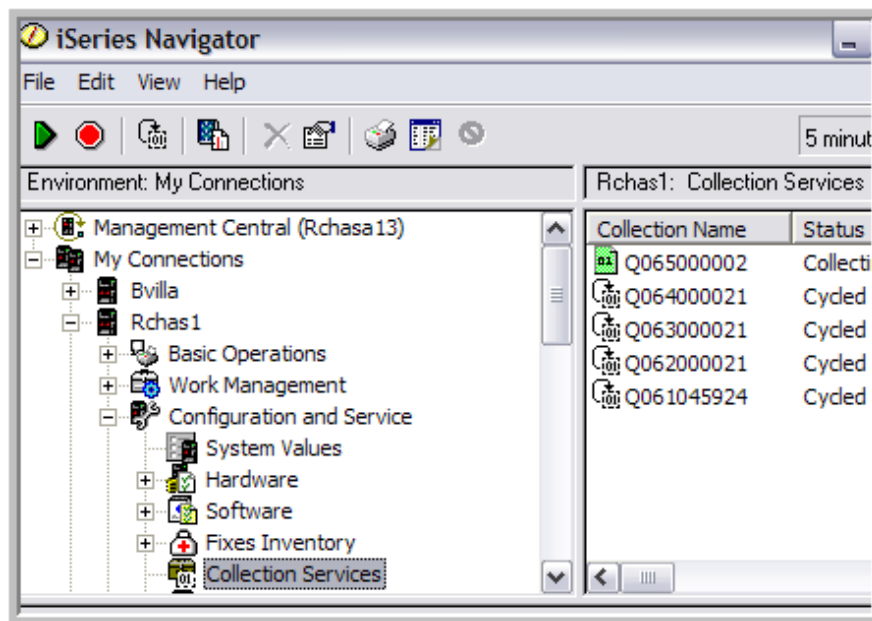 iSeries Navigator
File Edit View Help
5 minut
Environment: My Connections
Rchas1: Collection Services
Management Central (Rchasa13)
My Connections
Bvilla
Rchas1
Basic Operations
Work Management
Configuration and Service
System Values
Hardware
Software
Fixes Inventory
Collection Services
Collection Name Status
Q065000002 Collecti
Q064000021 Cycled
Q063000021 Cycled
Q062000021 Cycled
Q061045924 Cycled